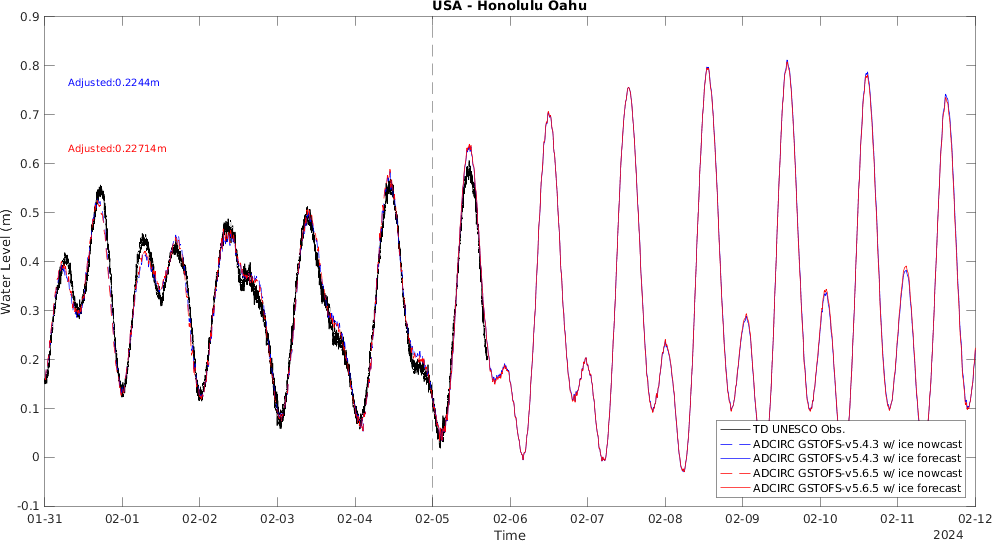 USA - Honolulu Oahu
0.9
0.8
0.7
0.6
0.5
0.4
0.3
0.2
0.1
0
-0.1
Water Level (m)
Adjusted:0.2244m
Adjusted:0.22714m
TD UNESCO Obs.
ADCIRC GSTOFS-v5.4.3 w/ ice nowcast
ADCIRC GSTOFS-v5.4.3 w/ ice forecast
ADCIRC GSTOFS-v5.6.5 w/ ice nowcast
ADCIRC GSTOFS-v5.6.5 w/ ice forecast
01-31 02-01 02-02 02-03 02-04 02-05 02-06 02-07 02-08 02-09 02-10 02-11 02-12
Time
2024